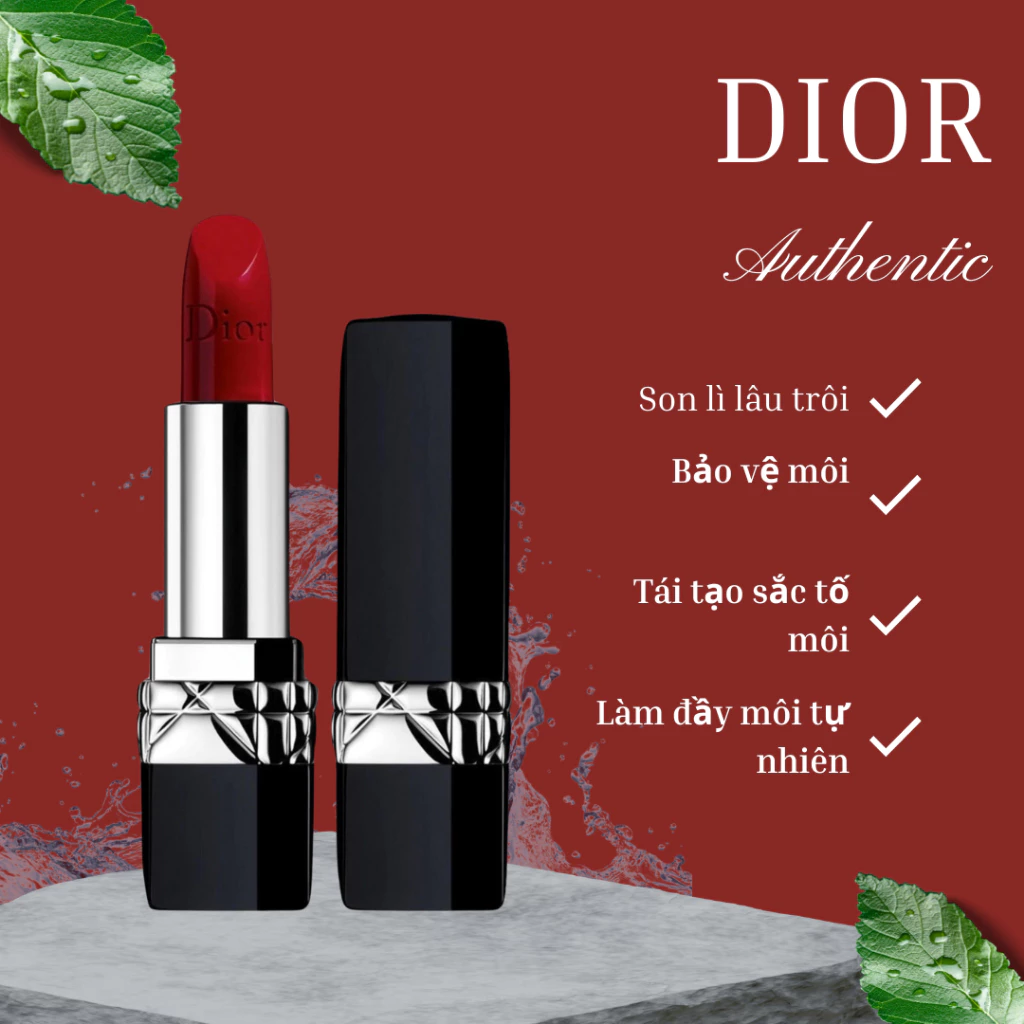 DIOR
Authentic
Dior
Son lì lâu trôi
Bảo vệ môi
Tái tạo sắc tố
môi
Làm đầy môi tự
nhiên